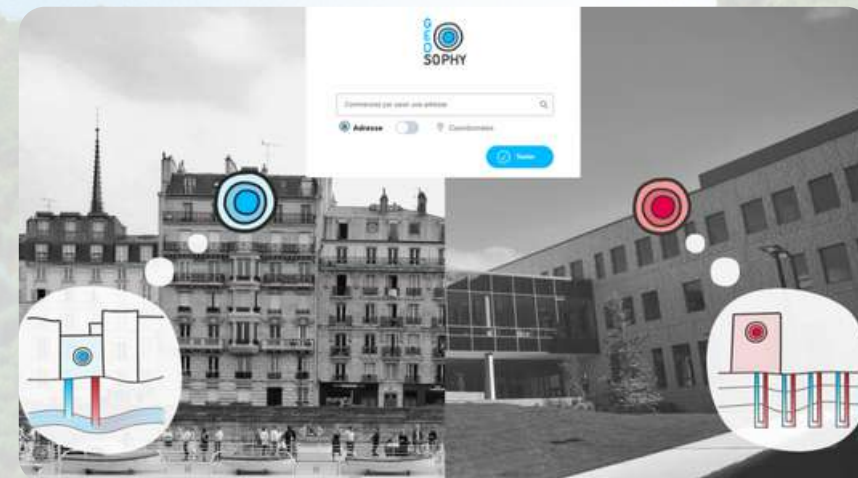 GEO
SOPHY
Commencez par saisir une adresse
Adresse
Coordonnées
Tester